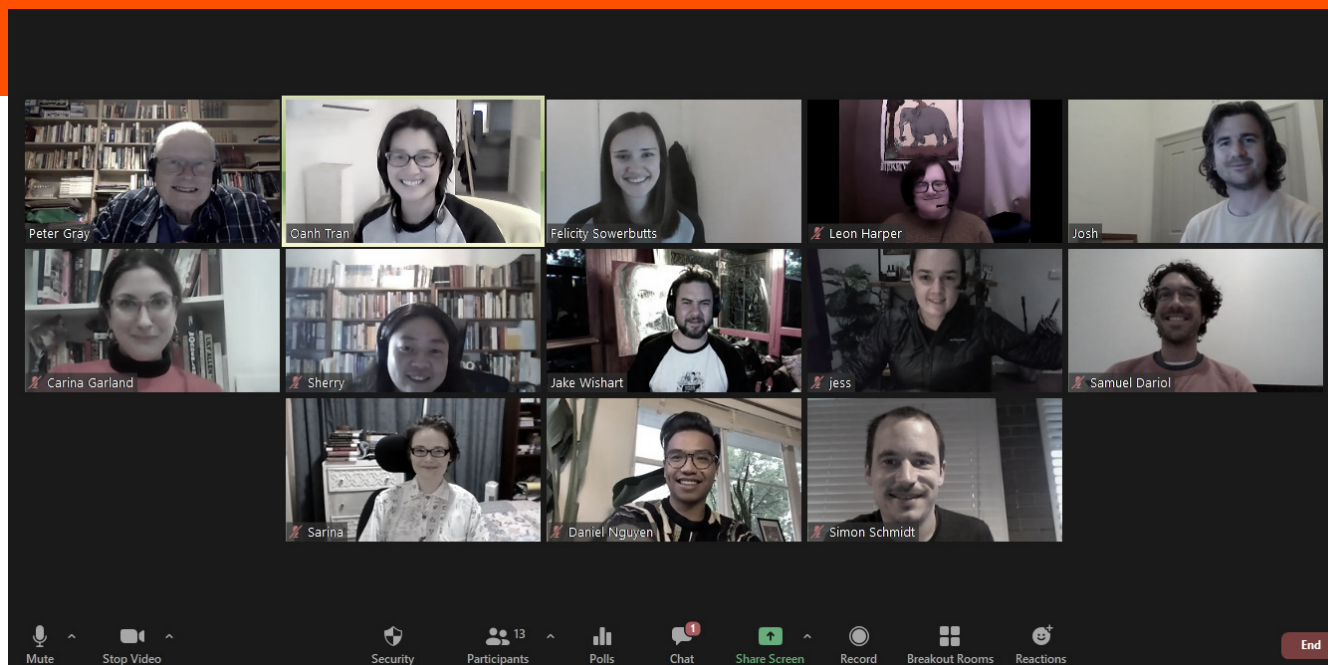 Peter Gray
Oanh Tran
Felicity Sowerbutts
Leon Harper
Josh
Carina Garland
Sherry
Jake Wishart
jess
Samuel Dariol
Sarina
Daniel Nguyen
Simon Schmidt
13
1
Mute
Stop Video
Security
Participants
Polls
Chat
Share Screen
Record
Breakout Rooms
Reactions
End